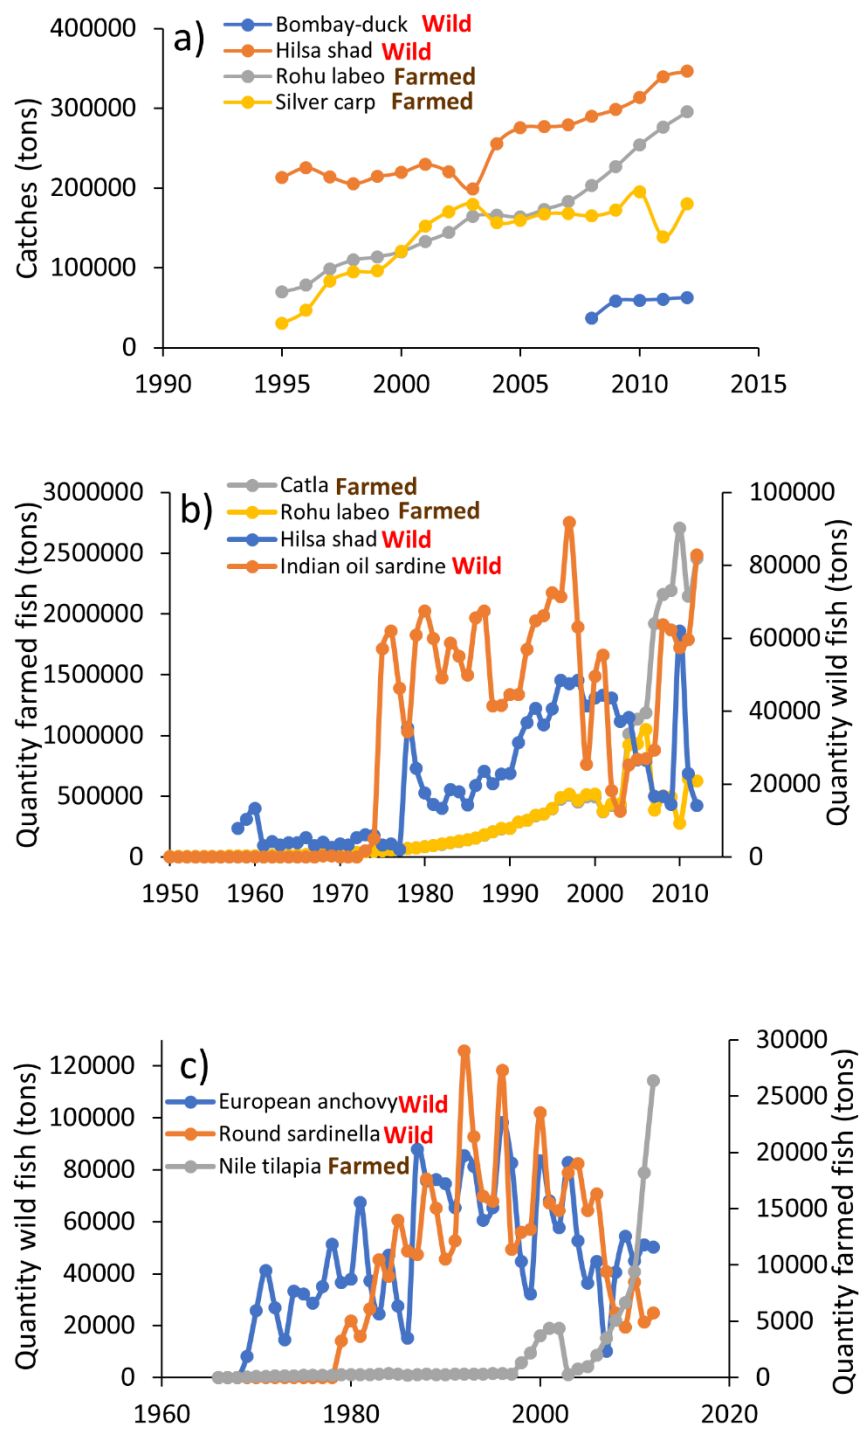 a)
Bombay-duck Wild
Hilsa shad Wild
Rohu labeo Farmed
Silver carp Farmed
Catches (tons)
400000
300000
200000
100000
0
1990 1995 2000 2005 2010 2015
b)
Catla Farmed
Rohu labeo Farmed
Hilsa shad Wild
Indian oil sardine Wild
Quantity farmed fish (tons)
3000000
2500000
2000000
1500000
1000000
500000
0
100000
80000
60000
40000
20000
0
Quantity wild fish (tons)
1950 1960 1970 1980 1990 2000 2010
c)
European anchovy Wild
Round sardinella Wild
Nile tilapia Farmed
Quantity wild fish (tons)
120000
100000
80000
60000
40000
20000
0
30000
25000
20000
15000
10000
5000
0
Quantity farmed fish (tons)
1960 1980 2000 2020